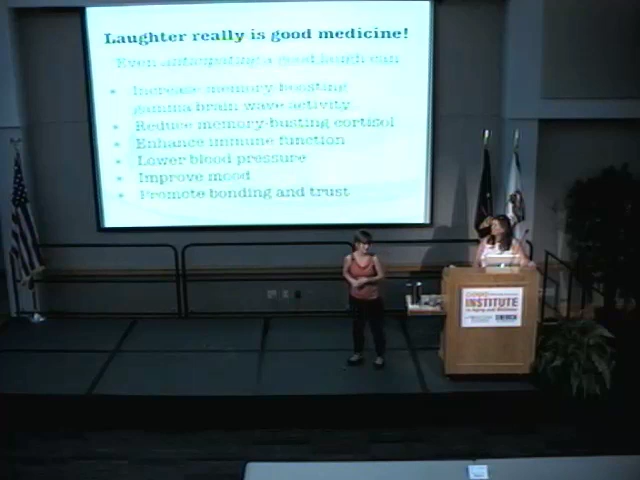 Laughter really is good medicine!
Even anticipating a good laugh can
• Increase memory-boosting
gamma brain wave activity
• Reduce memory-busting cortisol
• Enhance immune function
• Lower blood pressure
• Improve mood
• Promote bonding and trust
INSTITUTE